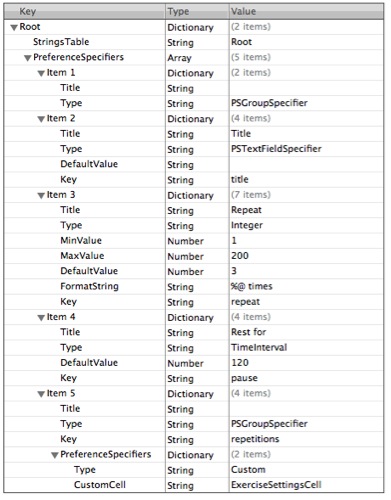 Key Type Value
Root Dictionary (2 items)
StringsTable String Root
PreferenceSpecifiers Array (5 items)
Item 1 Dictionary (2 items)
Title String
Type String PSGroupSpecifier
Item 2 Dictionary (4 items)
Title String Title
Type String PSTextFieldSpecifier
DefaultValue String
Key String title
Item 3 Dictionary (7 items)
Title String Repeat
Type String Integer
MinValue Number 1
MaxValue Number 200
DefaultValue Number 3
FormatString String %@ times
Key String repeat
Item 4 Dictionary (4 items)
Title String Rest for
Type String TimeInterval
DefaultValue Number 120
Key String pause
Item 5 Dictionary (4 items)
Title String
Type String PSGroupSpecifier
Key String repetitions
PreferenceSpecifiers Dictionary (2 items)
Type String Custom
CustomCell String ExerciseSettingsCell